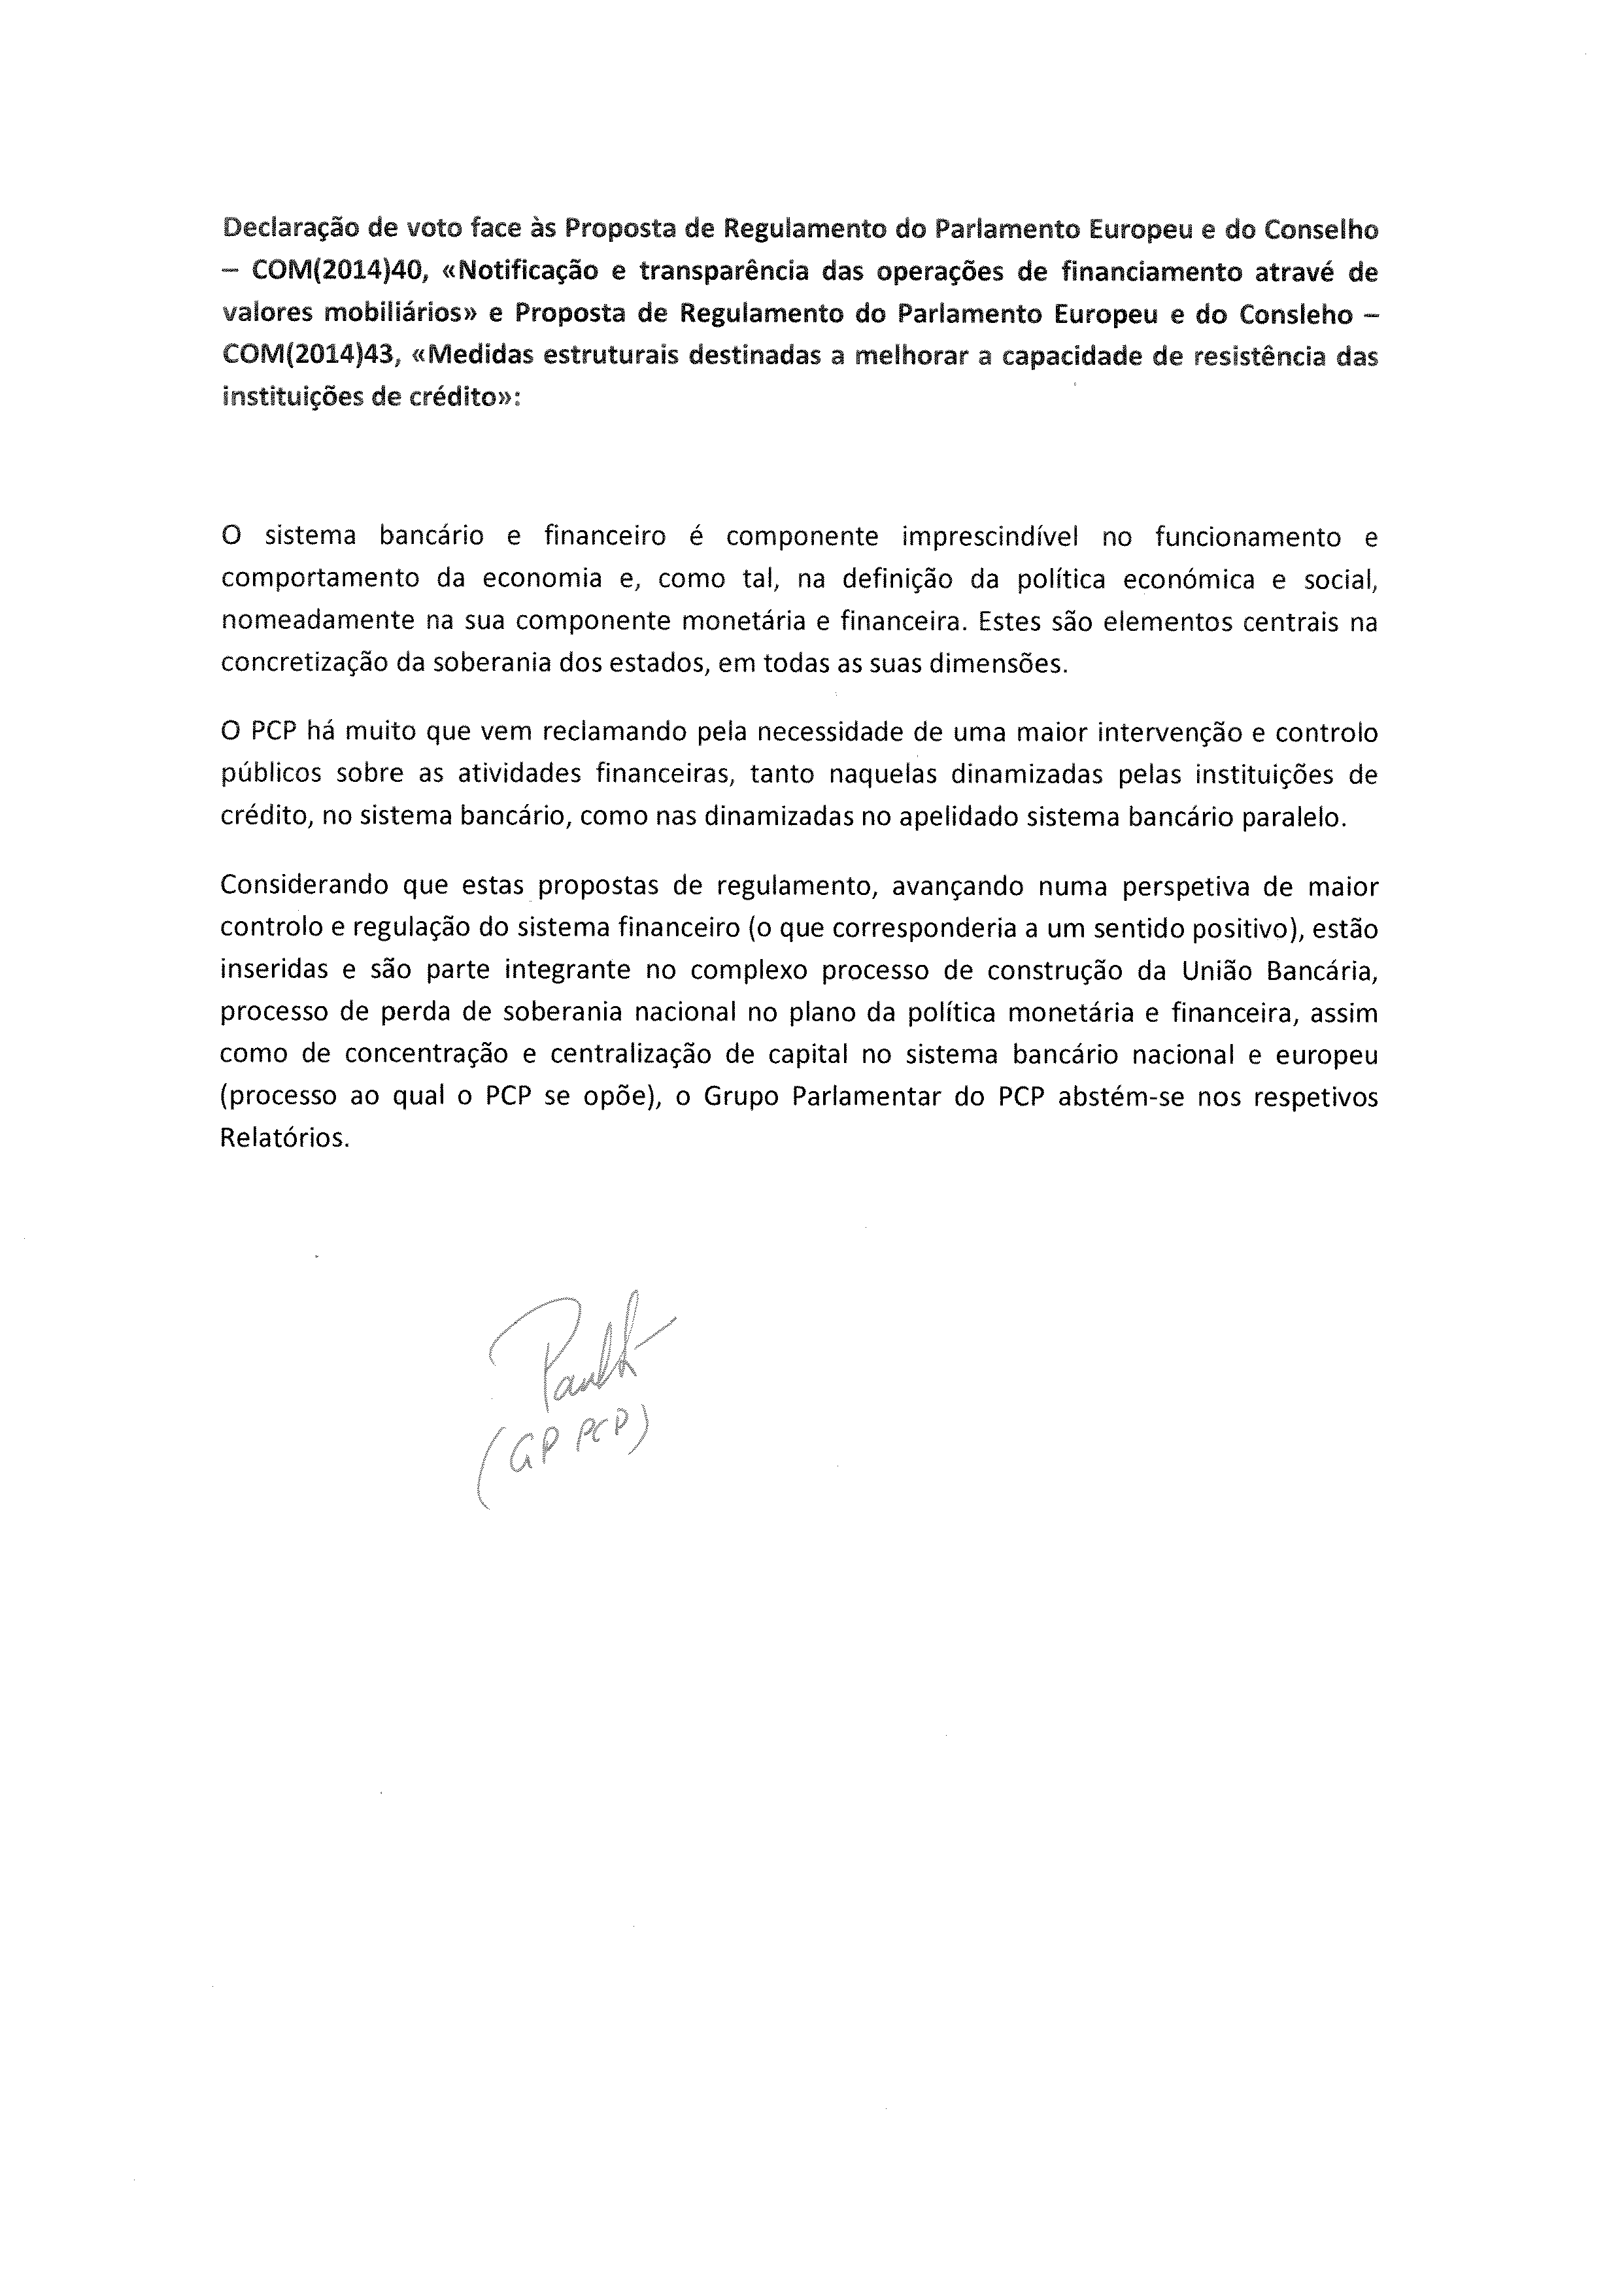 Declaração de voto face às Proposta de Regulamento do Parlamento Europeu e do Conselho
– COM(2014)40, «Notificação e transparência das operações de financiamento atravé de
valores mobiliários» e Proposta de Regulamento do Parlamento Europeu e do Consleho –
COM(2014)43, «Medidas estruturais destinadas a melhorar a capacidade de resistência das
instituições de crédito»:
O sistema bancário e financeiro é componente imprescindível no funcionamento e
comportamento da economia e, como tal, na definição da política económica e social,
nomeadamente na sua componente monetária e financeira. Estes são elementos centrais na
concretização da soberania dos estados, em todas as suas dimensões.
O PCP há muito que vem reclamando pela necessidade de uma maior intervenção e controlo
públicos sobre as atividades financeiras, tanto naquelas dinamizadas pelas instituições de
crédito, no sistema bancário, como nas dinamizadas no apelidado sistema bancário paralelo.
Considerando que estas propostas de regulamento, avançando numa perspetiva de maior
controlo e regulação do sistema financeiro (o que corresponderia a um sentido positivo), estão
inseridas e são parte integrante no complexo processo de construção da União Bancária,
processo de perda de soberania nacional no plano da política monetária e financeira, assim
como de concentração e centralização de capital no sistema bancário nacional e europeu
(processo ao qual o PCP se opõe), o Grupo Parlamentar do PCP abstém-se nos respetivos
Relatórios.
(GP PCP)